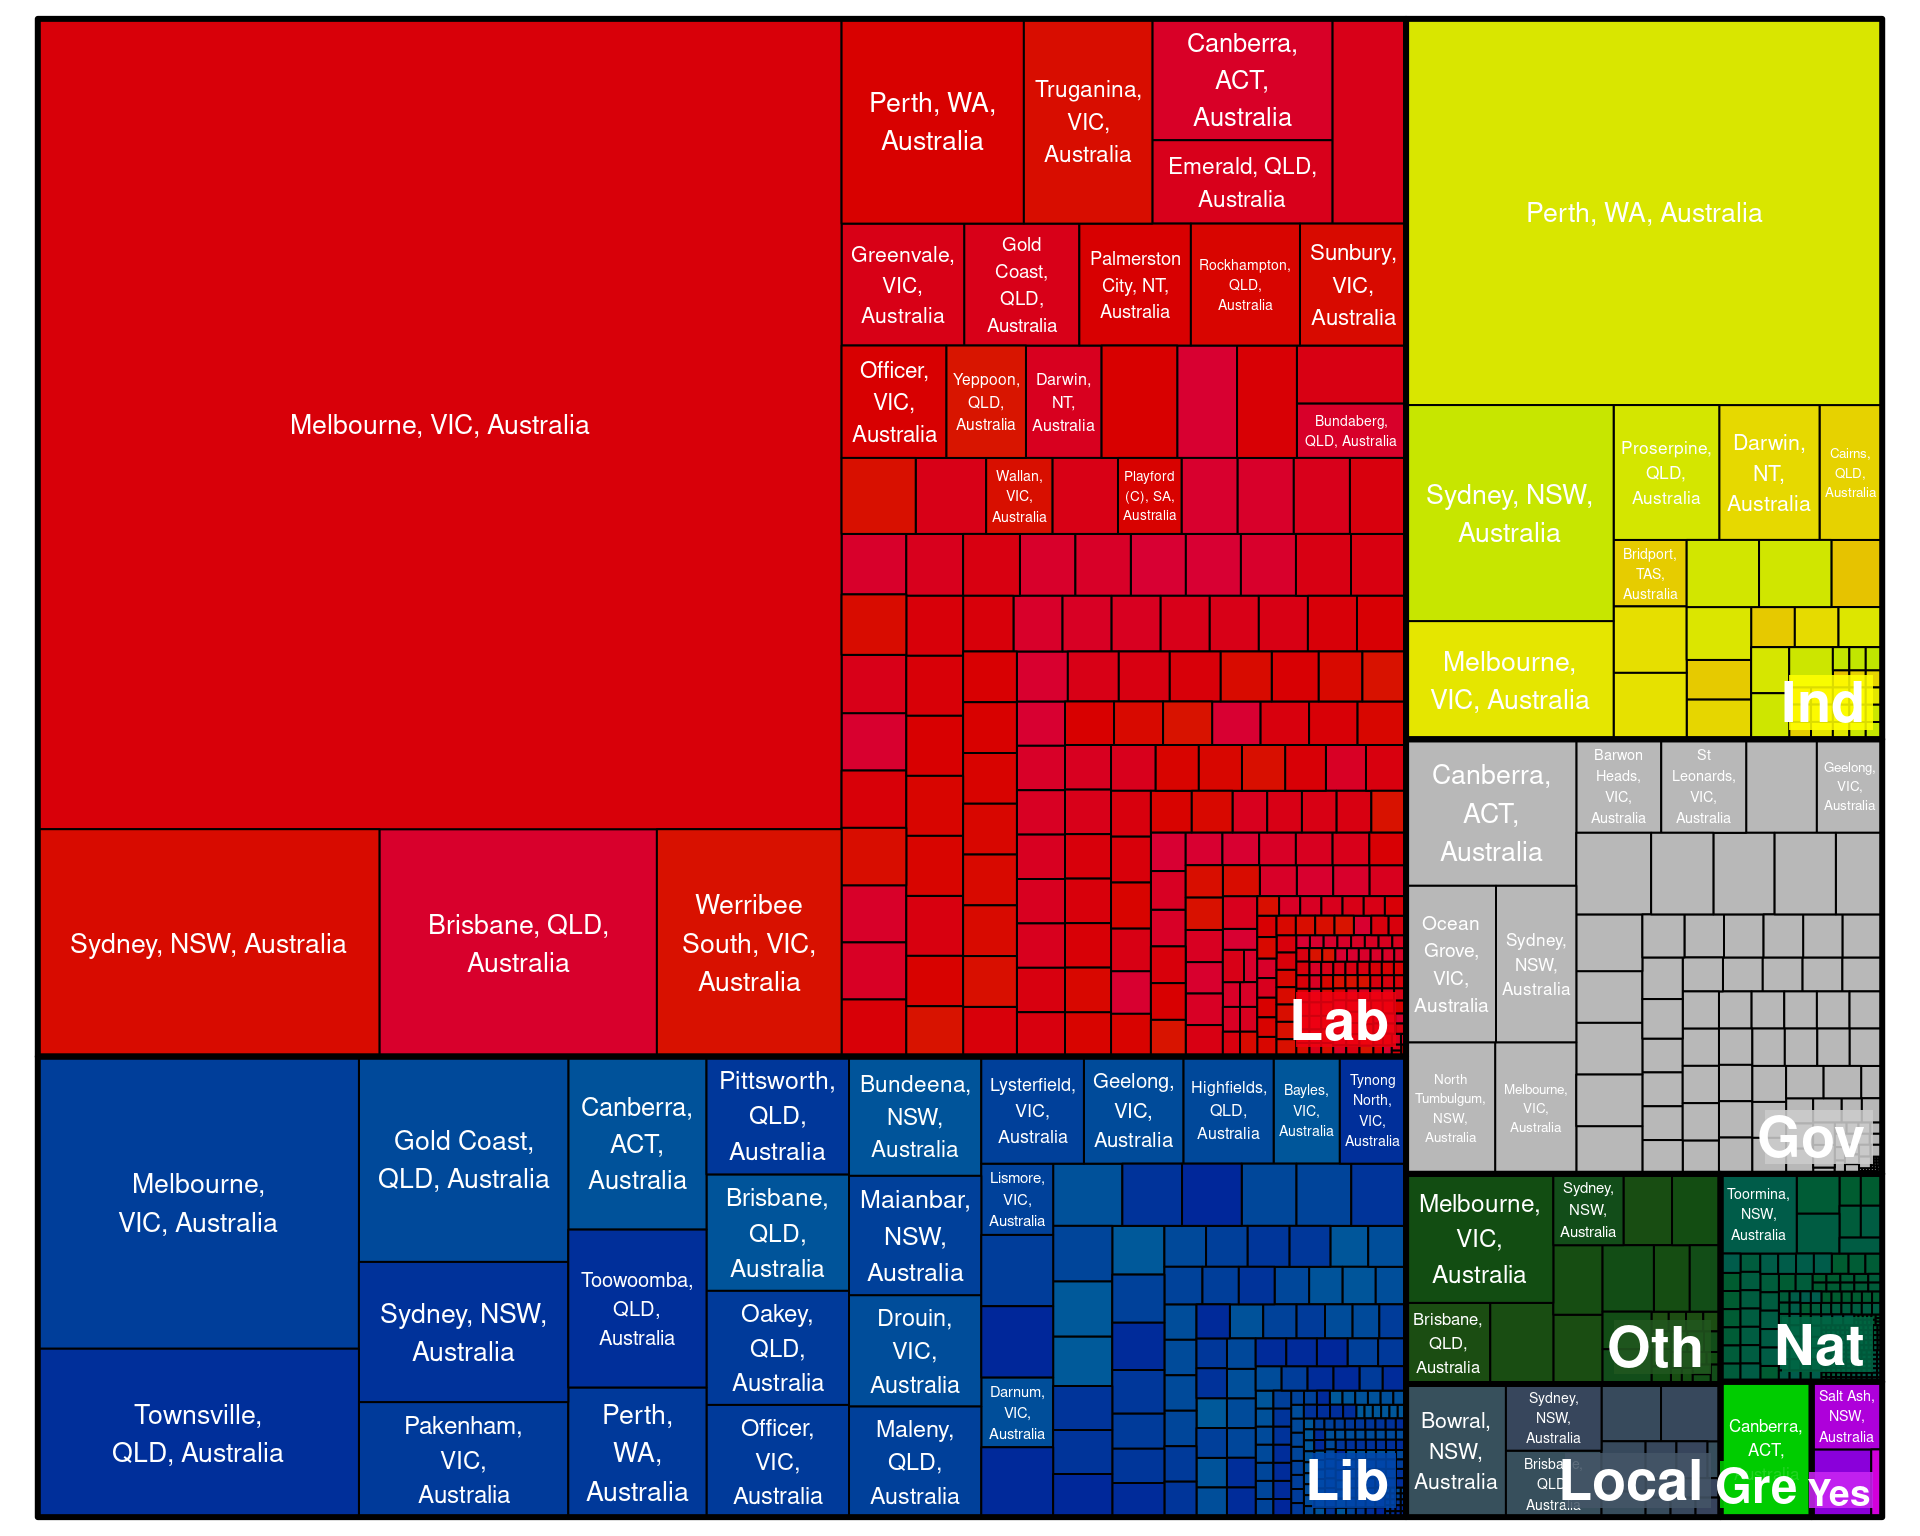 Melbourne, VIC, Australia
Sydney, NSW, Australia
Brisbane, QLD,
Australia
Werribee
South, VIC,
Australia
Perth, WA,
Australia
Truganina,
VIC,
Australia
Canberra,
ACT,
Australia
Emerald, QLD,
Australia
Greenvale,
VIC,
Australia
Gold
Coast,
QLD,
Australia
Palmerston
City, NT,
Australia
Rockhampton,
QLD,
Australia
Sunbury,
VIC,
Australia
Officer,
VIC,
Australia
Yeppoon,
QLD,
Australia
Darwin,
NT,
Australia
Bundaberg,
QLD, Australia
Wallan,
VIC,
Australia
Playford
(C), SA,
Australia
Lab
Perth, WA, Australia
Sydney, NSW,
Australia
Melbourne,
VIC, Australia
Proserpine,
QLD,
Australia
Darwin,
NT,
Australia
Cairns,
QLD,
Australia
Bridport,
TAS,
Australia
Ind
Canberra,
ACT,
Australia
Barwon
Heads,
VIC,
Australia
St
Leonards,
VIC,
Australia
Geelong,
VIC,
Australia
Ocean
Grove,
VIC,
Australia
Sydney,
NSW,
Australia
North
Tumbulgum,
NSW,
Australia
Melbourne,
VIC,
Australia
Gov
Melbourne,
VIC, Australia
Townsville,
QLD, Australia
Gold Coast,
QLD, Australia
Sydney, NSW,
Australia
Pakenham,
VIC,
Australia
Canberra,
ACT,
Australia
Toowoomba,
QLD,
Australia
Perth,
WA,
Australia
Pittsworth,
QLD,
Australia
Brisbane,
QLD,
Australia
Oakey,
QLD,
Australia
Officer,
VIC,
Australia
Bundeena,
NSW,
Australia
Maianbar,
NSW,
Australia
Drouin,
VIC,
Australia
Maleny,
QLD,
Australia
Lysterfield,
VIC,
Australia
Geelong,
VIC,
Australia
Highfields,
QLD,
Australia
Bayles,
VIC,
Australia
Tynong
North,
VIC,
Australia
Lismore,
VIC,
Australia
Darnum,
VIC,
Australia
Lib
Melbourne,
VIC,
Australia
Sydney,
NSW,
Australia
Brisbane,
QLD,
Australia
Oth
Toormina,
NSW,
Australia
Nat
Bowral,
NSW,
Australia
Sydney,
NSW,
Australia
Brisbane,
QLD,
Australia
Local
Canberra,
ACT,
Australia
Gre
Salt Ash,
NSW,
Australia
Yes